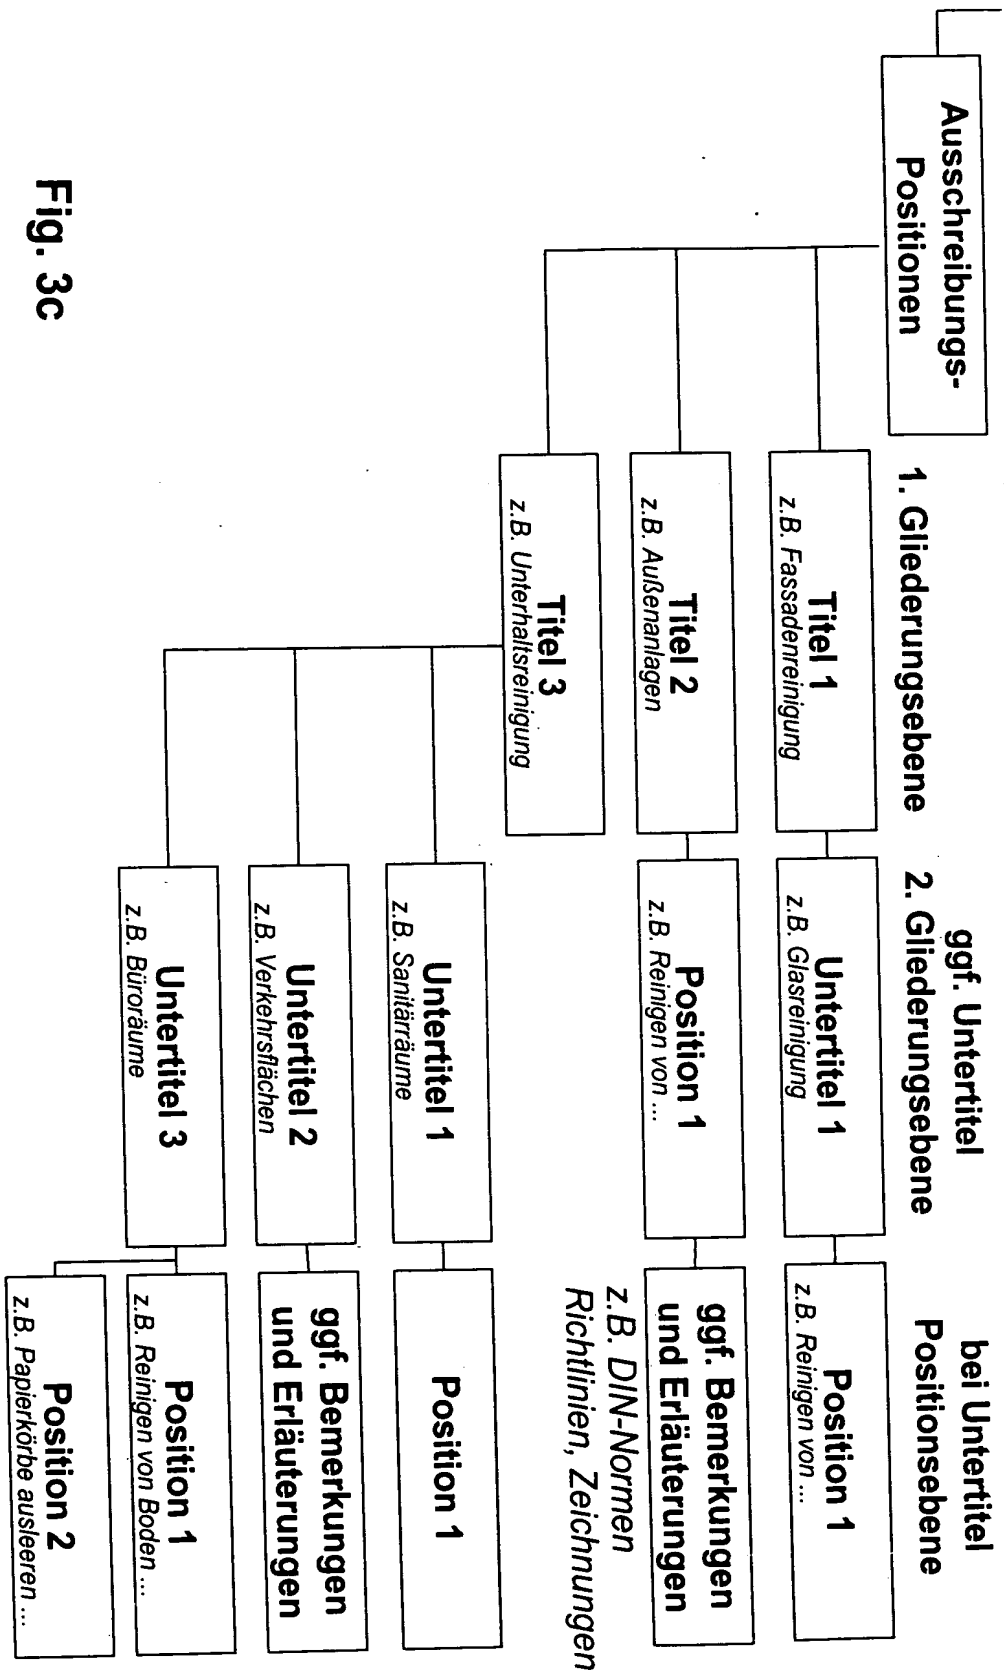 Ausschreibungs-
Positionen
1. Gliederungsebene
ggf. Untertitel
2. Gliederungsebene
bei Untertitel
Positionsebene
Titel 1
z.B. Fassadenreinigung
Untertitel 1
z.B. Glasreinigung
Position 1
z.B. Reinigen von ...
Titel 2
z.B. Außenanlagen
Position 1
z.B. Reinigen von ...
ggf. Bemerkungen
und Erläuterungen
z.B. DIN-Normen
Richtlinien, Zeichnungen
Titel 3
z.B. Unterhaltsreinigung
Untertitel 1
z.B. Sanitärräume
Position 1
Untertitel 2
z.B. Verkehrsflächen
ggf. Bemerkungen
und Erläuterungen
Untertitel 3
z.B. Büroräume
Position 1
z.B. Reinigen von Boden ...
Position 2
z.B. Papierkörbe ausleeren ...
Fig. 3c